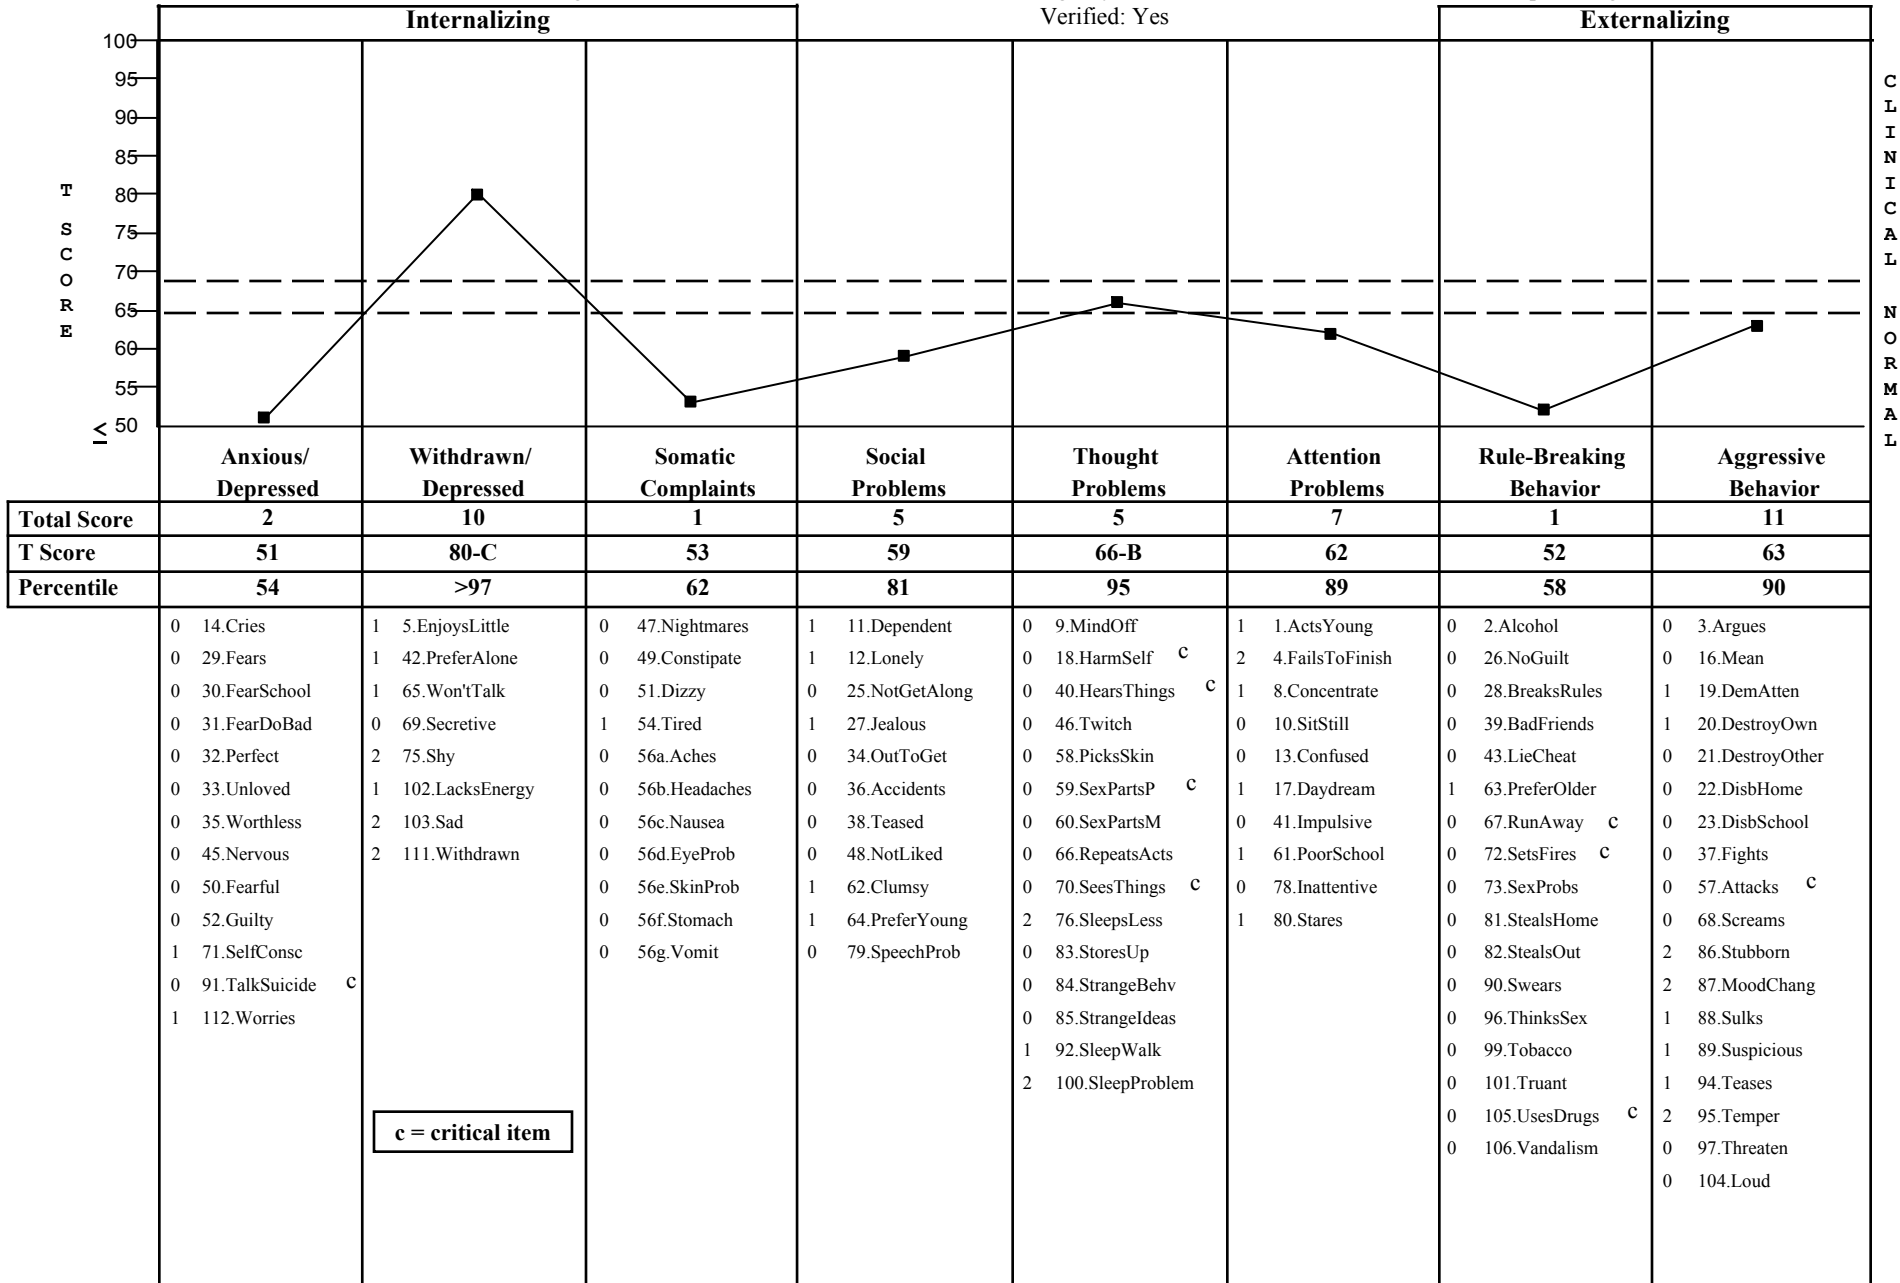 Internalizing Verified: Yes Externalizing
100
95
90
85
80
75
70
65
60
55
≤ 50
T SCORE
CLINICAL NORMAL
Anxious/ Withdrawn/ Somatic Social Thought Attention Rule-Breaking Aggressive
Depressed Depressed Complaints Problems Problems Problems Behavior Behavior
Total Score 2 10 1 5 5 7 1 11
T Score 51 80-C 53 59 66-B 62 52 63
Percentile 54 >97 62 81 95 89 58 90
0 14.Cries
0 29.Fears
0 30.FearSchool
0 31.FearDoBad
0 32.Perfect
0 33.Unloved
0 35.Worthless
0 45.Nervous
0 50.Fearful
0 52.Guilty
1 71.SelfConsc
0 91.TalkSuicide c
1 112.Worries
1 5.EnjoysLittle
1 42.PreferAlone
1 65.Won'tTalk
0 69.Secretive
2 75.Shy
1 102.LacksEnergy
2 103.Sad
2 111.Withdrawn
c = critical item
0 47.Nightmares
0 49.Constipate
0 51.Dizzy
1 54.Tired
0 56a.Aches
0 56b.Headaches
0 56c.Nausea
0 56d.EyeProb
0 56e.SkinProb
0 56f.Stomach
0 56g.Vomit
1 11.Dependent
1 12.Lonely
0 25.NotGetAlong
1 27.Jealous
0 34.OutToGet
0 36.Accidents
0 38.Teased
0 48.NotLiked
1 62.Clumsy
1 64.PreferYoung
0 79.SpeechProb
0 9.MindOff
0 18.HarmSelf c
0 40.HearsThings c
0 46.Twitch
0 58.PicksSkin
0 59.SexPartsP c
0 60.SexPartsM
0 66.RepeatsActs
0 70.SeesThings c
2 76.SleepsLess
0 83.StoresUp
0 84.StrangeBehv
0 85.StrangeIdeas
1 92.SleepWalk
2 100.SleepProblem
1 1.ActsYoung
2 4.FailsToFinish
1 8.Concentrate
0 10.SitStill
0 13.Confused
1 17.Daydream
0 41.Impulsive
1 61.PoorSchool
0 78.Inattentive
1 80.Stares
0 2.Alcohol
0 26.NoGuilt
0 28.BreaksRules
0 39.BadFriends
0 43.LieCheat
1 63.PreferOlder
0 67.RunAway c
0 72.SetsFires c
0 73.SexProbs
0 81.StealsHome
0 82.StealsOut
0 90.Swears
0 96.ThinksSex
0 99.Tobacco
0 101.Truant
0 105.UsesDrugs c
0 106.Vandalism
0 3.Argues
0 16.Mean
1 19.DemAtten
1 20.DestroyOwn
0 21.DestroyOther
0 22.DisbHome
0 23.DisbSchool
0 37.Fights
0 57.Attacks c
0 68.Screams
2 86.Stubborn
2 87.MoodChang
1 88.Sulks
1 89.Suspicious
1 94.Teases
2 95.Temper
0 97.Threaten
0 104.Loud